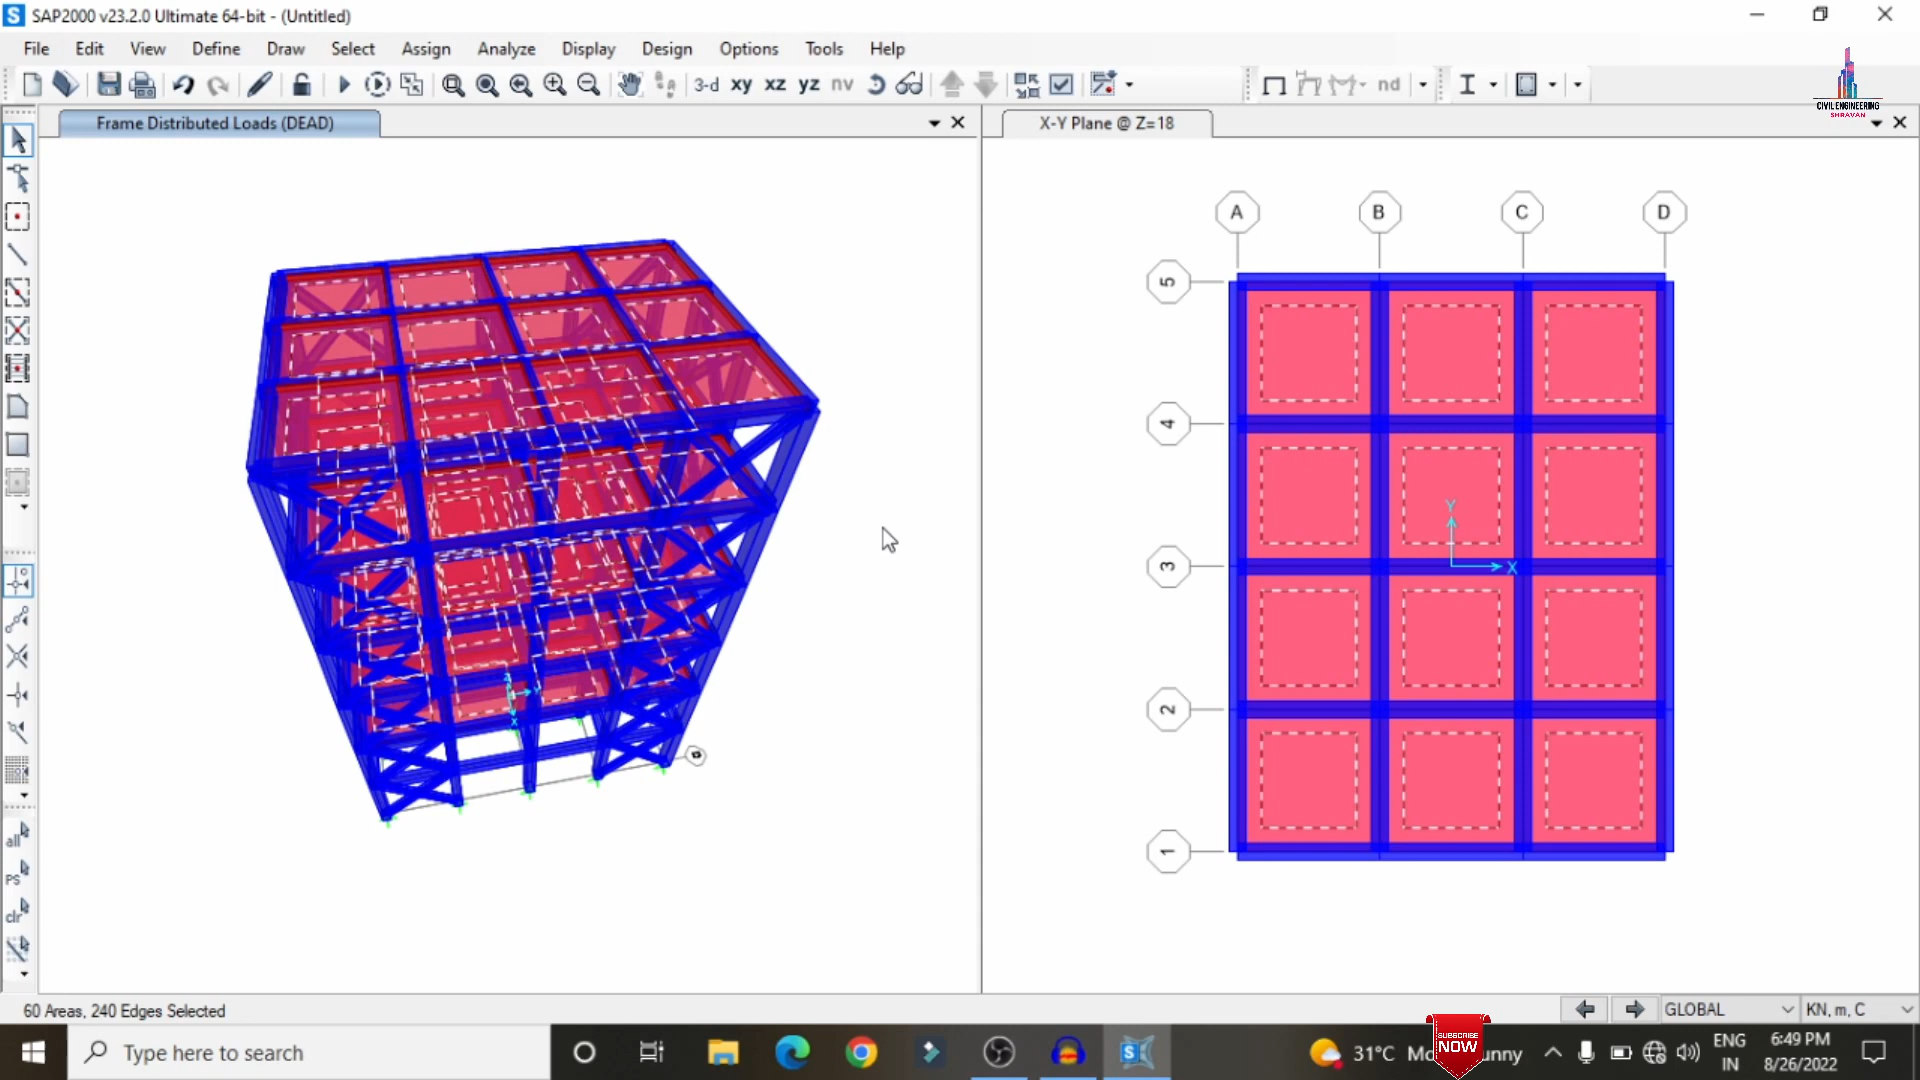 SAP2000 v23.2.0 Ultimate 64-bit - (Untitled)
File Edit View Define Draw Select Assign Analyze Display Design Options Tools Help
3-d xy xz yz nv nd
CIVIL ENGINEERING
SHRAVAN
Frame Distributed Loads (DEAD)
X-Y Plane @ Z=18
A B C D
5
4
3
2
1
Y
X
all
PS
clr
60 Areas, 240 Edges Selected
GLOBAL
KN, m, C
Type here to search
31°C
SUBSCRIBE
NOW
ENG
IN
6:49 PM
8/26/2022